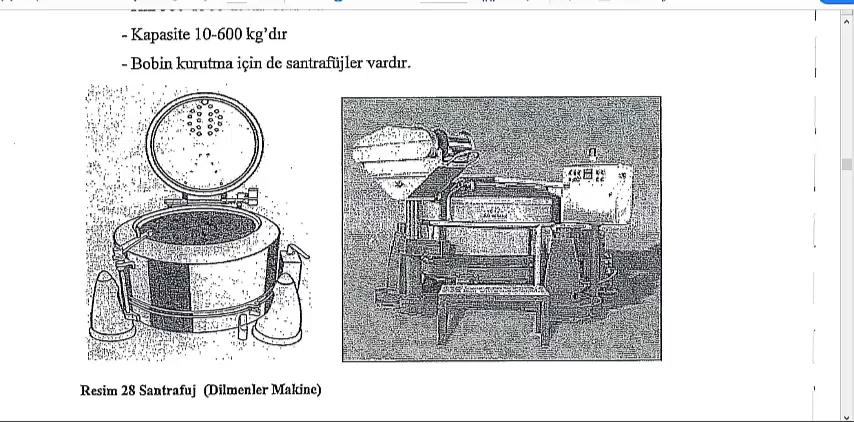 - Kapasite 10-600 kg’dır
- Bobin kurutma için de santrafüjler vardır.
Resim 28 Santrafuj (Dilmenler Makine)